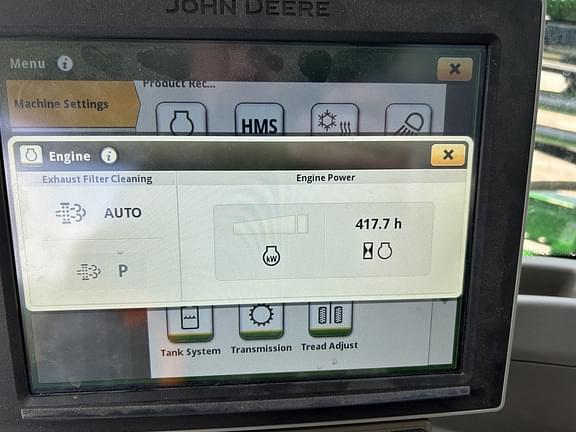 JOHN DEERE
Menu i
Product Rec...
Machine Settings
HMS
Engine i
Exhaust Filter Cleaning
Engine Power
AUTO
417.7 h
kW
P
Tank System Transmission Tread Adjust